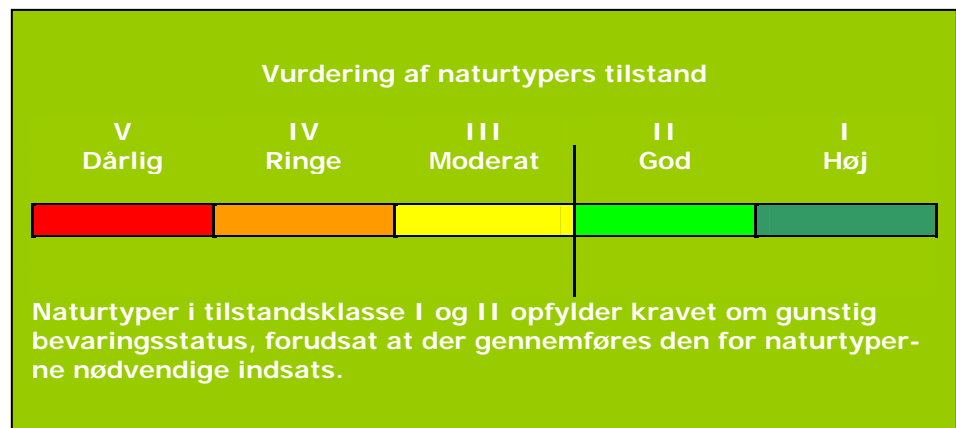 Vurdering af naturtypers tilstand
V IV III II I
Dårlig Ringe Moderat God Høj
Naturtyper i tilstandsklasse I og II opfylder kravet om gunstig
bevaringsstatus, forudsat at der gennemføres den for naturtyper-
ne nødvendige indsats.